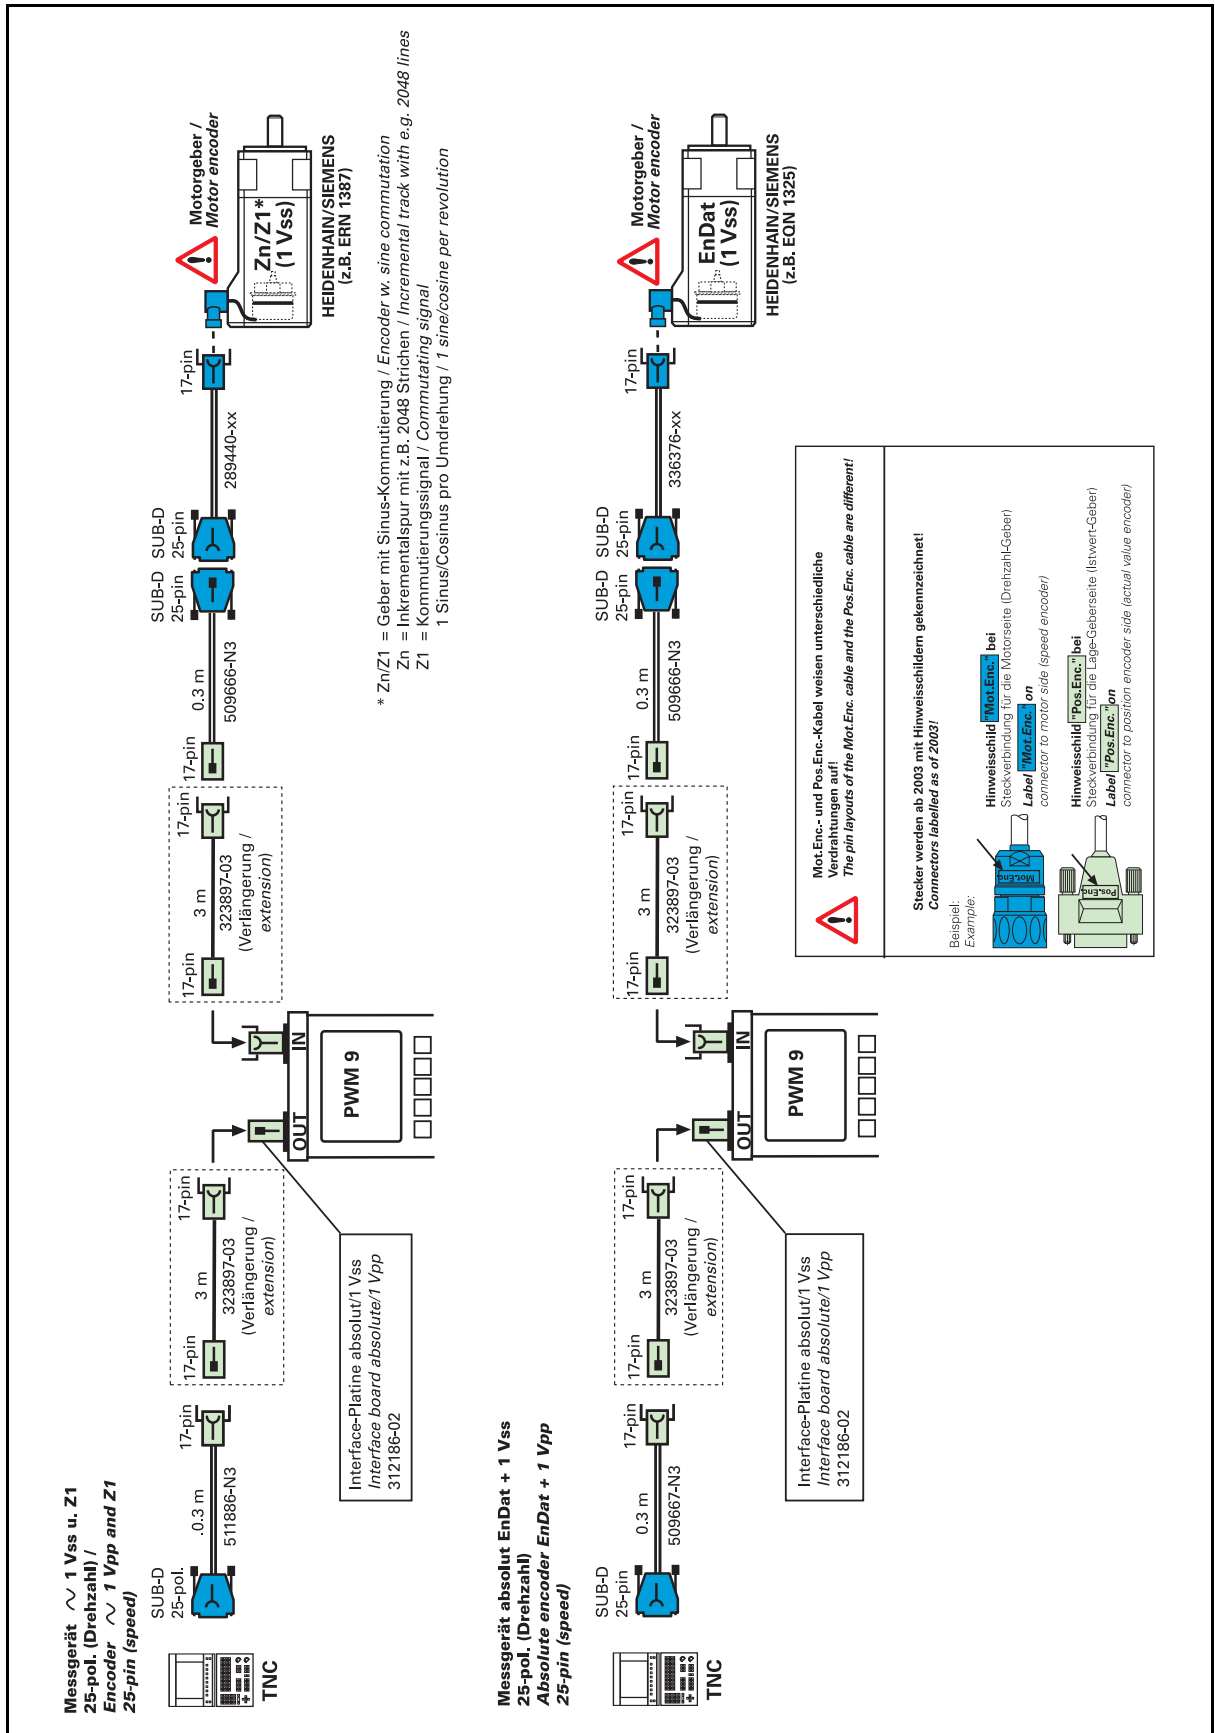 Messgerät ∿ 1 Vss u. Z1
25-pol. (Drehzahl) /
Encoder ∿ 1 Vpp and Z1
25-pin (speed)
TNC
SUB-D
25-pol.
.0.3 m
511886-N3
17-pin
17-pin
3 m
323897-03
(Verlängerung /
extension)
17-pin
Interface-Platine absolut/1 Vss
Interface board absolute/1 Vpp
312186-02
OUT
IN
PWM 9
17-pin
3 m
323897-03
(Verlängerung /
extension)
17-pin
17-pin
0.3 m
509666-N3
SUB-D
25-pin
SUB-D
25-pin
289440-xx
17-pin
Motorgeber /
Motor encoder
Zn/Z1*
(1 Vss)
HEIDENHAIN/SIEMENS
(z.B. ERN 1387)
* Zn/Z1 = Geber mit Sinus-Kommutierung / Encoder w. sine commutation
Zn = Inkrementalspur mit z.B. 2048 Strichen / Incremental track with e.g. 2048 lines
Z1 = Kommutierungssignal / Commutating signal
1 Sinus/Cosinus pro Umdrehung / 1 sine/cosine per revolution
Messgerät absolut EnDat + 1 Vss
25-pol. (Drehzahl)
Absolute encoder EnDat + 1 Vpp
25-pin (speed)
TNC
SUB-D
25-pin
0.3 m
509667-N3
17-pin
17-pin
3 m
323897-03
(Verlängerung /
extension)
17-pin
Interface-Platine absolut/1 Vss
Interface board absolute/1 Vpp
312186-02
OUT
IN
PWM 9
17-pin
3 m
323897-03
(Verlängerung /
extension)
17-pin
17-pin
0.3 m
509666-N3
SUB-D
25-pin
SUB-D
25-pin
336376-xx
17-pin
Motorgeber /
Motor encoder
EnDat
(1 Vss)
HEIDENHAIN/SIEMENS
(z.B. EQN 1325)
Mot.Enc.- und Pos.Enc.-Kabel weisen unterschiedliche
Verdrahtungen auf!
The pin layouts of the Mot.Enc. cable and the Pos.Enc. cable are different!
Stecker werden ab 2003 mit Hinweisschildern gekennzeichnet!
Connectors labelled as of 2003!
Beispiel:
Example:
Mot.Enc.
Hinweisschild "Mot.Enc." bei
Steckverbindung für die Motorseite (Drehzahl-Geber)
Label "Mot.Enc." on
connector to motor side (speed encoder)
Pos.Enc.
Hinweisschild "Pos.Enc." bei
Steckverbindung für die Lage-Geberseite (Istwert-Geber)
Label "Pos.Enc." on
connector to position encoder side (actual value encoder)